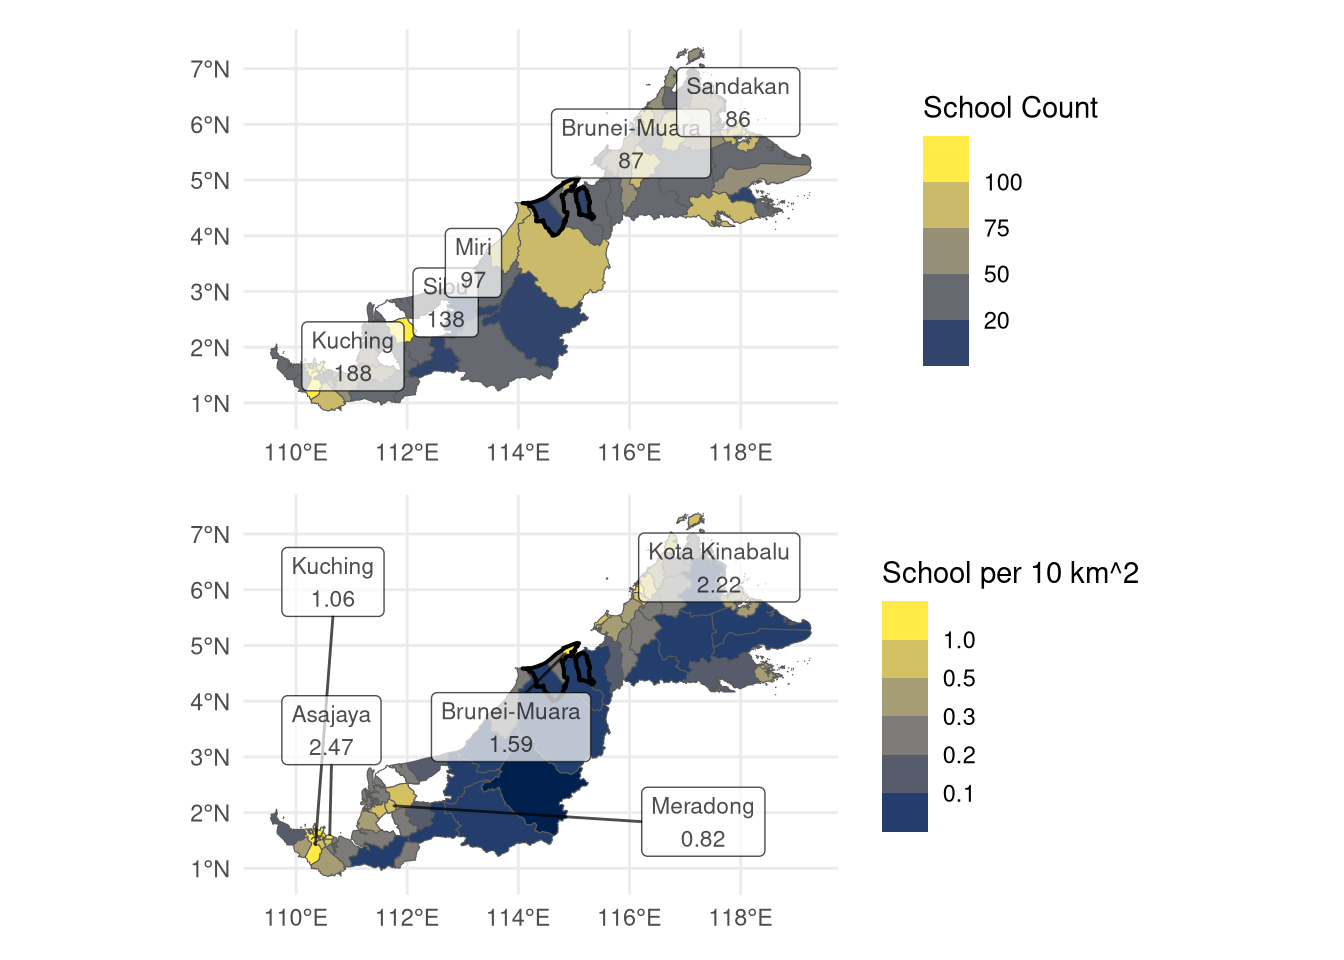 7°N
6°N
5°N
4°N
3°N
2°N
1°N
Sandakan
86
Brunei-Muara
87
Miri
97
Sibu
138
Kuching
188
110°E
112°E
114°E
116°E
118°E
School Count
100
75
50
20
7°N
6°N
5°N
4°N
3°N
2°N
1°N
Kota Kinabalu
2.22
Kuching
1.06
Asajaya
2.47
Brunei-Muara
1.59
Meradong
0.82
110°E
112°E
114°E
116°E
118°E
School per 10 km^2
1.0
0.5
0.3
0.2
0.1